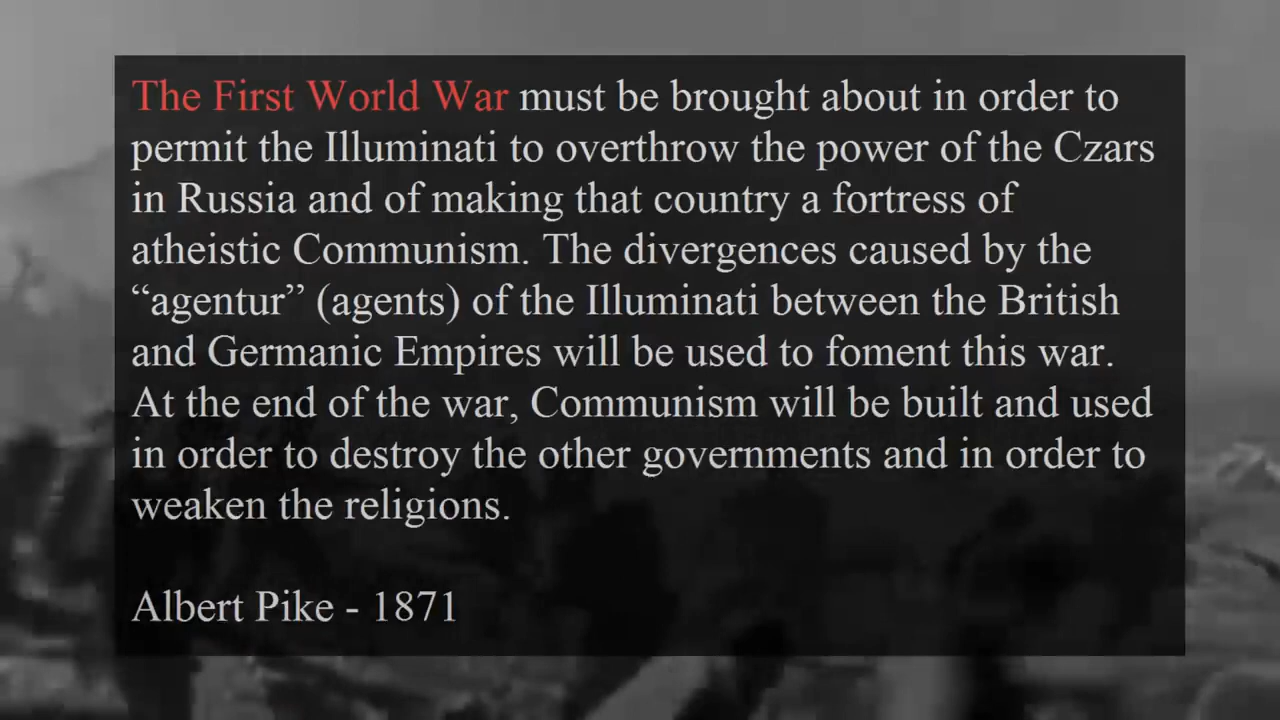 The First World War must be brought about in order to
permit the Illuminati to overthrow the power of the Czars
in Russia and of making that country a fortress of
atheistic Communism. The divergences caused by the
“agentur” (agents) of the Illuminati between the British
and Germanic Empires will be used to foment this war.
At the end of the war, Communism will be built and used
in order to destroy the other governments and in order to
weaken the religions.
Albert Pike - 1871